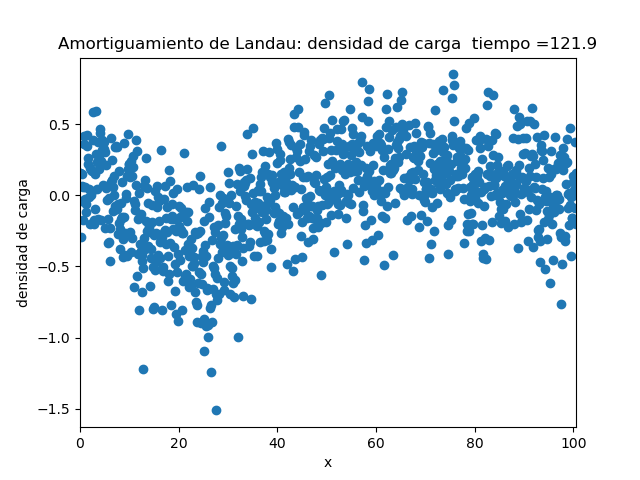 Amortiguamiento de Landau: densidad de carga  tiempo =121.9
densidad de carga
0.5
0.0
−0.5
−1.0
−1.5
0 20 40 60 80 100
x